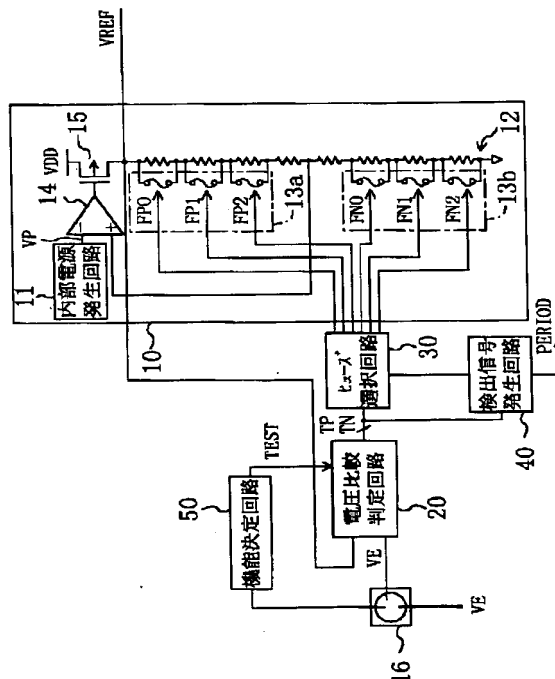 VREF
VDD
15
14
VP
11
内部電源
発生回路
10
FP0
FP1
FP2
13a
12
FN0
FN1
FN2
13b
ヒューズ
選択回路
30
TP
TN
TEST
50
機能決定回路
電圧比較
判定回路
20
検出信号
発生回路
40
PERIOD
VE
16
VE